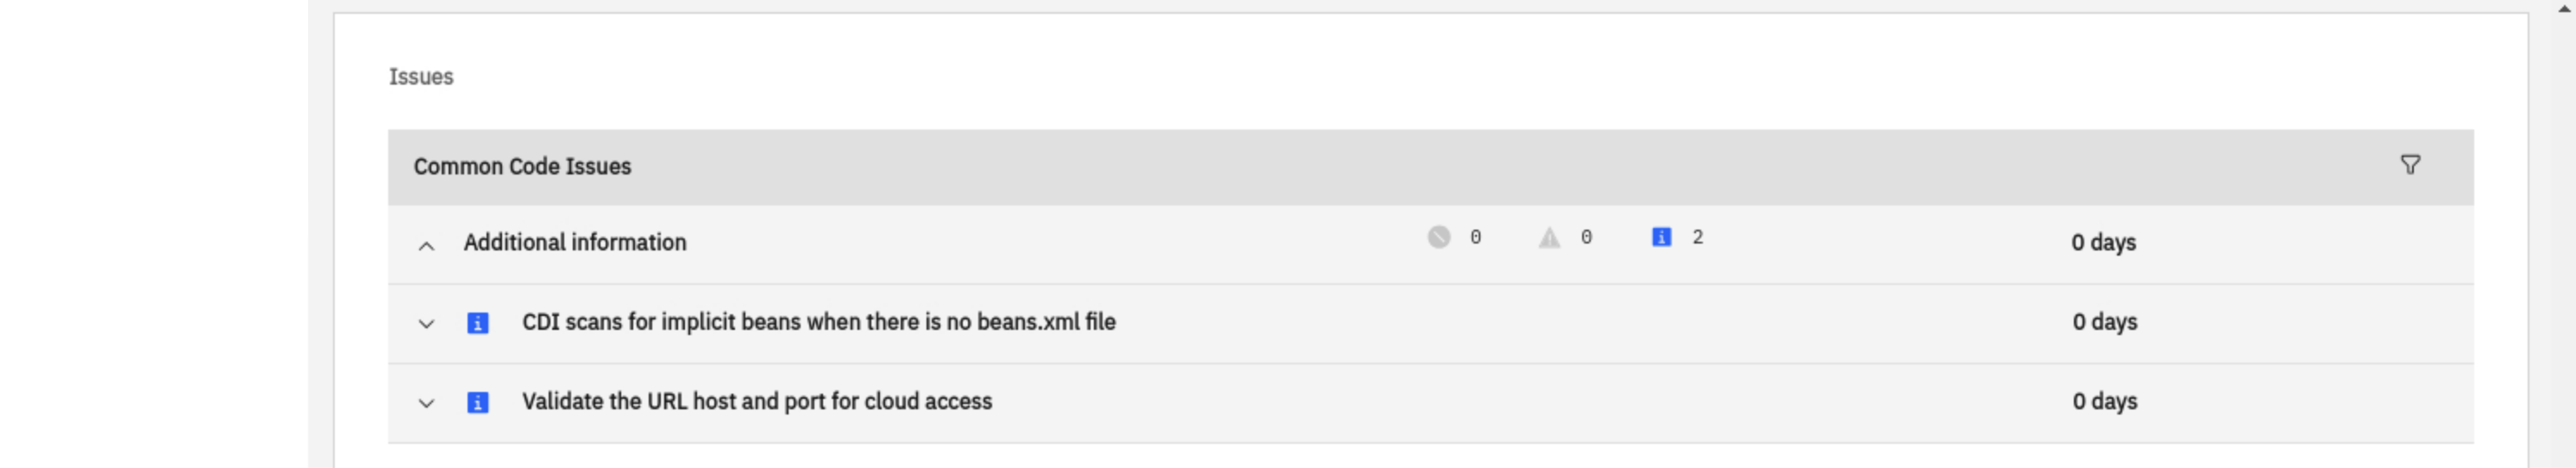 Issues
Common Code Issues
Additional information 0 0 2 0 days
CDI scans for implicit beans when there is no beans.xml file 0 days
Validate the URL host and port for cloud access 0 days